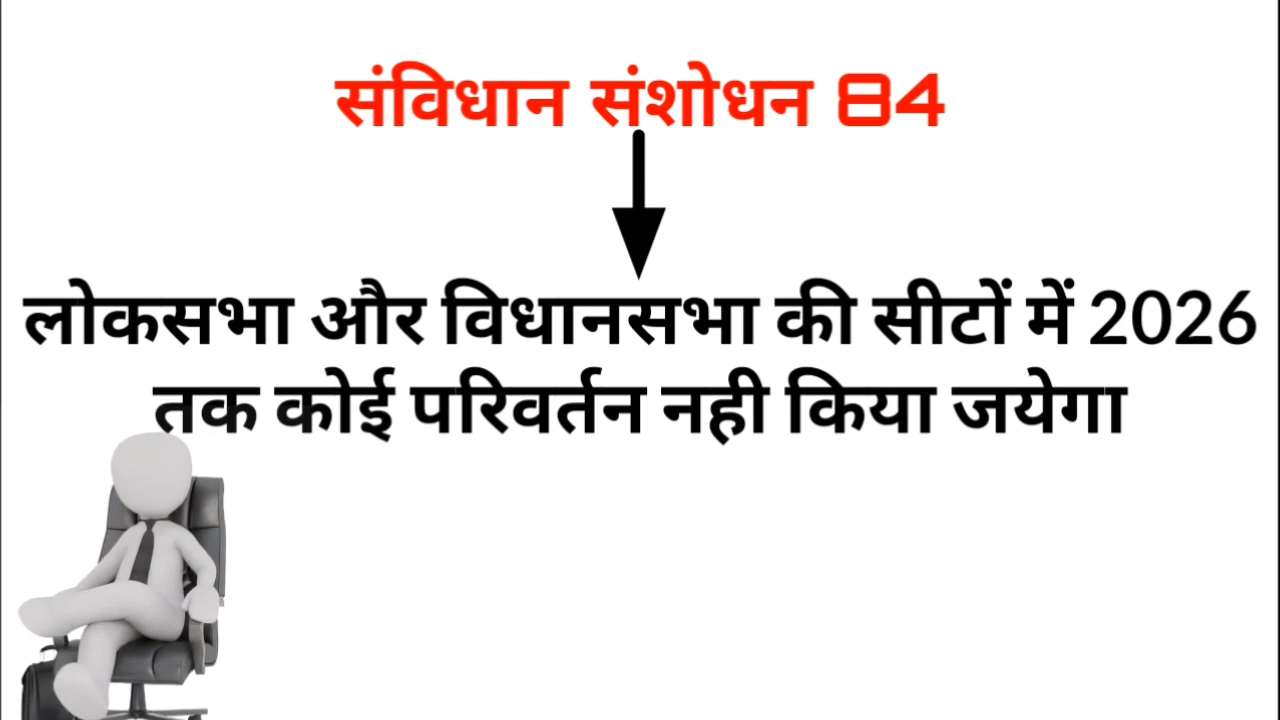 संविधान संशोधन 84
लोकसभा और विधानसभा की सीटों में 2026
तक कोई परिवर्तन नही किया जयेगा